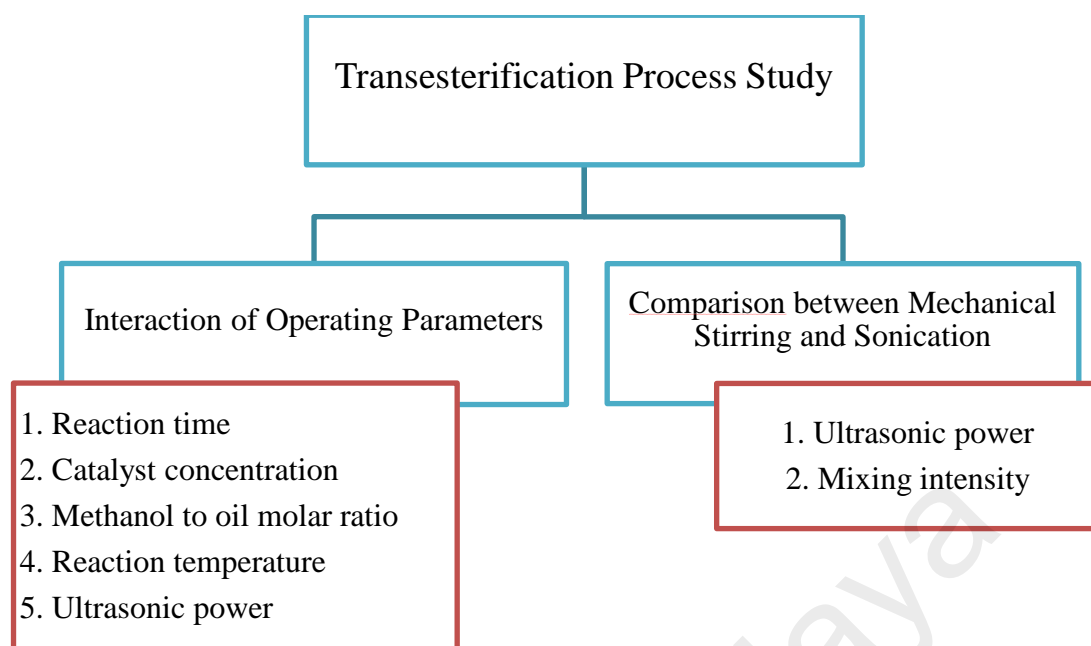 Transesterification Process Study
Interaction of Operating Parameters
1. Reaction time
2. Catalyst concentration
3. Methanol to oil molar ratio
4. Reaction temperature
5. Ultrasonic power
Comparison between Mechanical
Stirring and Sonication
1. Ultrasonic power
2. Mixing intensity